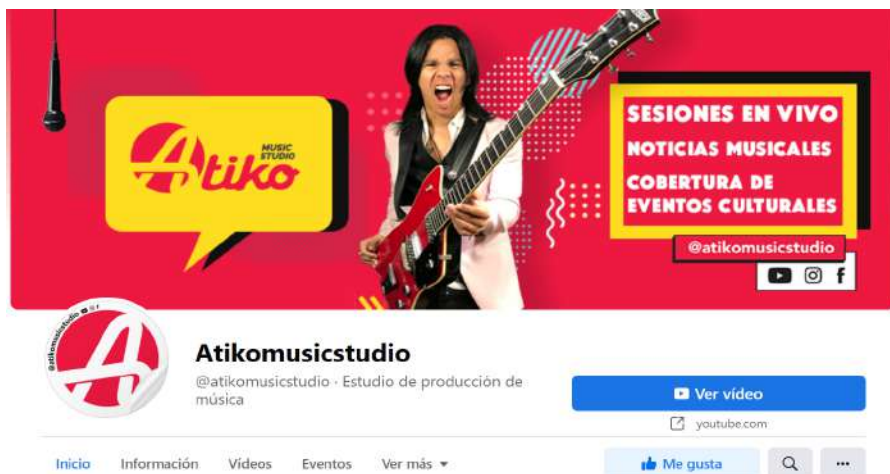 Atiko
MUSIC
STUDIO
SESIONES EN VIVO
NOTICIAS MUSICALES
COBERTURA DE
EVENTOS CULTURALES
@atikomusicstudio
@atikomusicstudio
Atikomusicstudio
@atikomusicstudio · Estudio de producción de
música
Ver vídeo
youtube.com
Inicio Información Vídeos Eventos Ver más
Me gusta